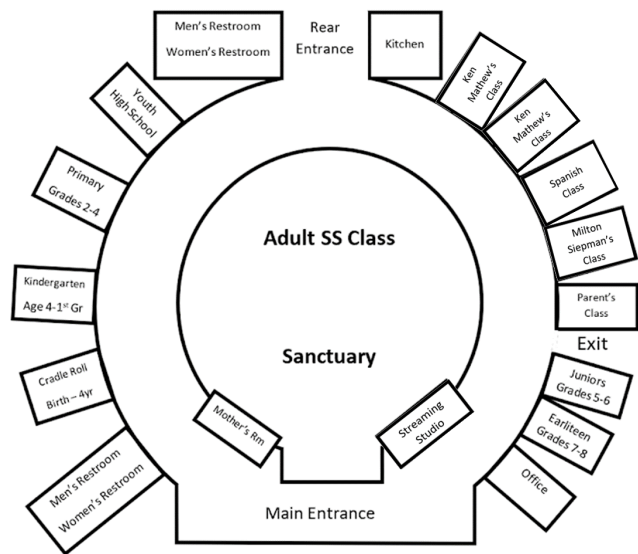 Men's Restroom
Women's Restroom
Rear
Entrance
Kitchen
Ken
Mathew's
Class
Ken
Mathew's
Class
Spanish
Class
Milton
Siepman's
Class
Parent's
Class
Exit
Juniors
Grades 5-6
Earliteen
Grades 7-8
Office
Youth
High School
Primary
Grades 2-4
Kindergarten
Age 4-1st Gr
Cradle Roll
Birth – 4yr
Men's Restroom
Women's Restroom
Adult SS Class
Sanctuary
Mother's Rm
Streaming
Studio
Main Entrance